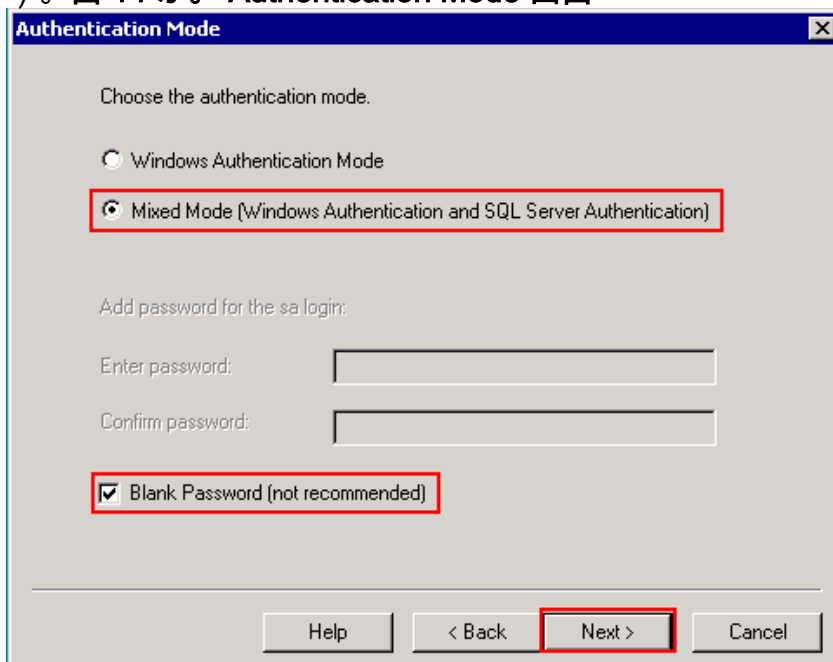 Authentication Mode
Choose the authentication mode.
Windows Authentication Mode
Mixed Mode (Windows Authentication and SQL Server Authentication)
Add password for the sa login:
Enter password:
Confirm password:
Blank Password (not recommended)
Help < Back Next > Cancel